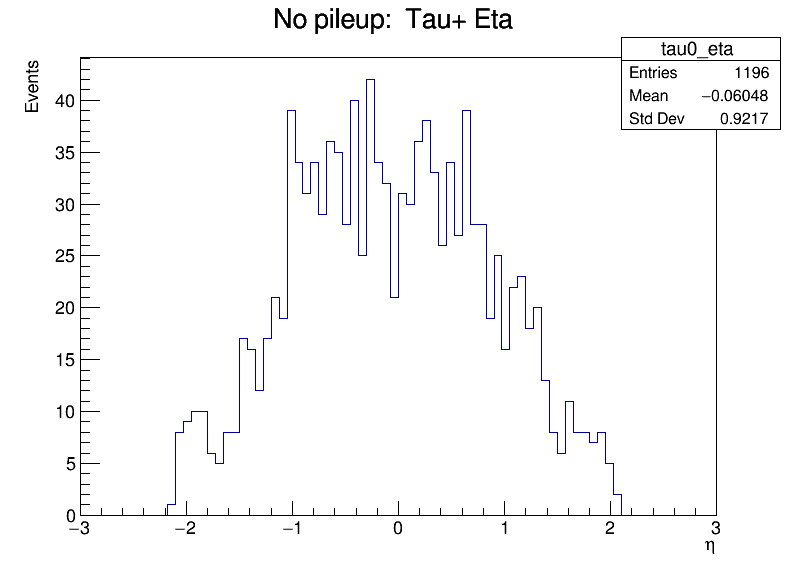 No pileup: Tau+ Eta
tau0_eta
Entries 1196
Mean −0.06048
Std Dev 0.9217
Events
40
35
30
25
20
15
10
5
0
−3 −2 −1 0 1 2 3
η